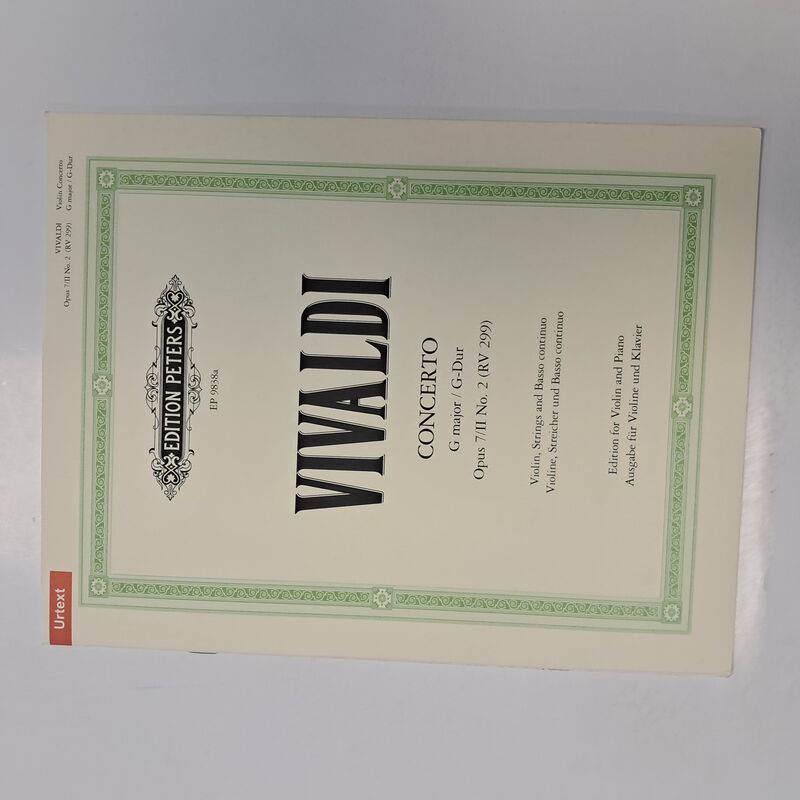 Urtext
VIVALDI Violin Concerto
Opus 7/II No. 2 (RV 299) G major / G-Dur
EDITION PETERS
EP 9838a
VIVALDI
CONCERTO
G major / G-Dur
Opus 7/II No. 2 (RV 299)
Violin, Strings and Basso continuo
Violine, Streicher und Basso continuo
Edition for Violin and Piano
Ausgabe für Violine und Klavier